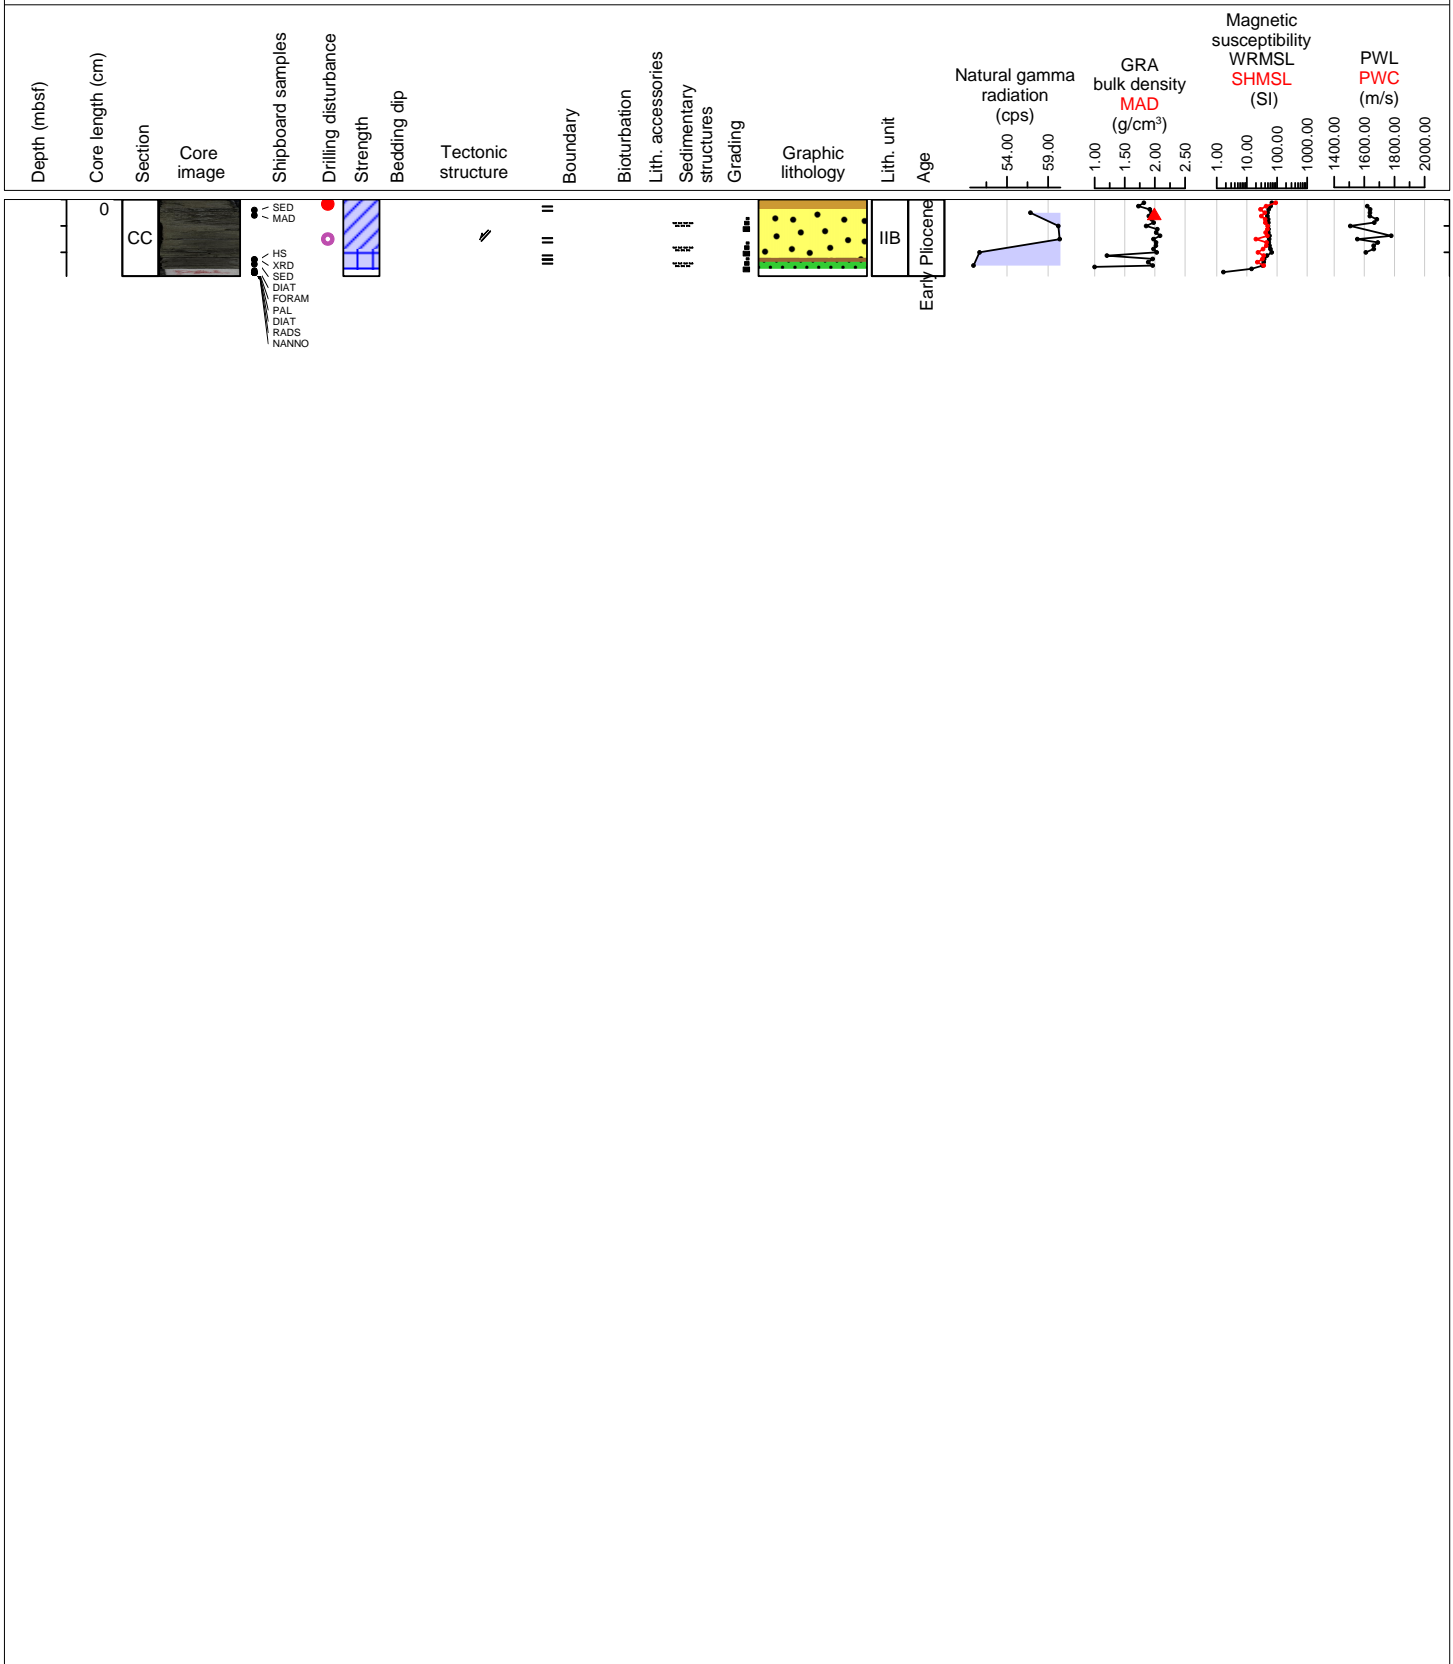 Depth (mbsf)
Core length (cm)
Section
Core
image
Shipboard samples
Drilling disturbance
Strength
Bedding dip
Tectonic
structure
Boundary
Bioturbation
Lith. accessories
Sedimentary
structures
Grading
Graphic
lithology
Lith. unit
Age
Natural gamma
radiation
(cps)
54.00
59.00
GRA
bulk density
MAD
(g/cm³)
1.00
1.50
2.00
2.50
Magnetic
susceptibility
WRMSL
SHMSL
(SI)
1.00
10.00
100.00
1000.00
PWL
PWC
(m/s)
1400.00
1600.00
1800.00
2000.00
0
CC
SED
MAD
HS
XRD
SED
DIAT
FORAM
PAL
DIAT
RADS
NANNO
IIB
Early Pliocene